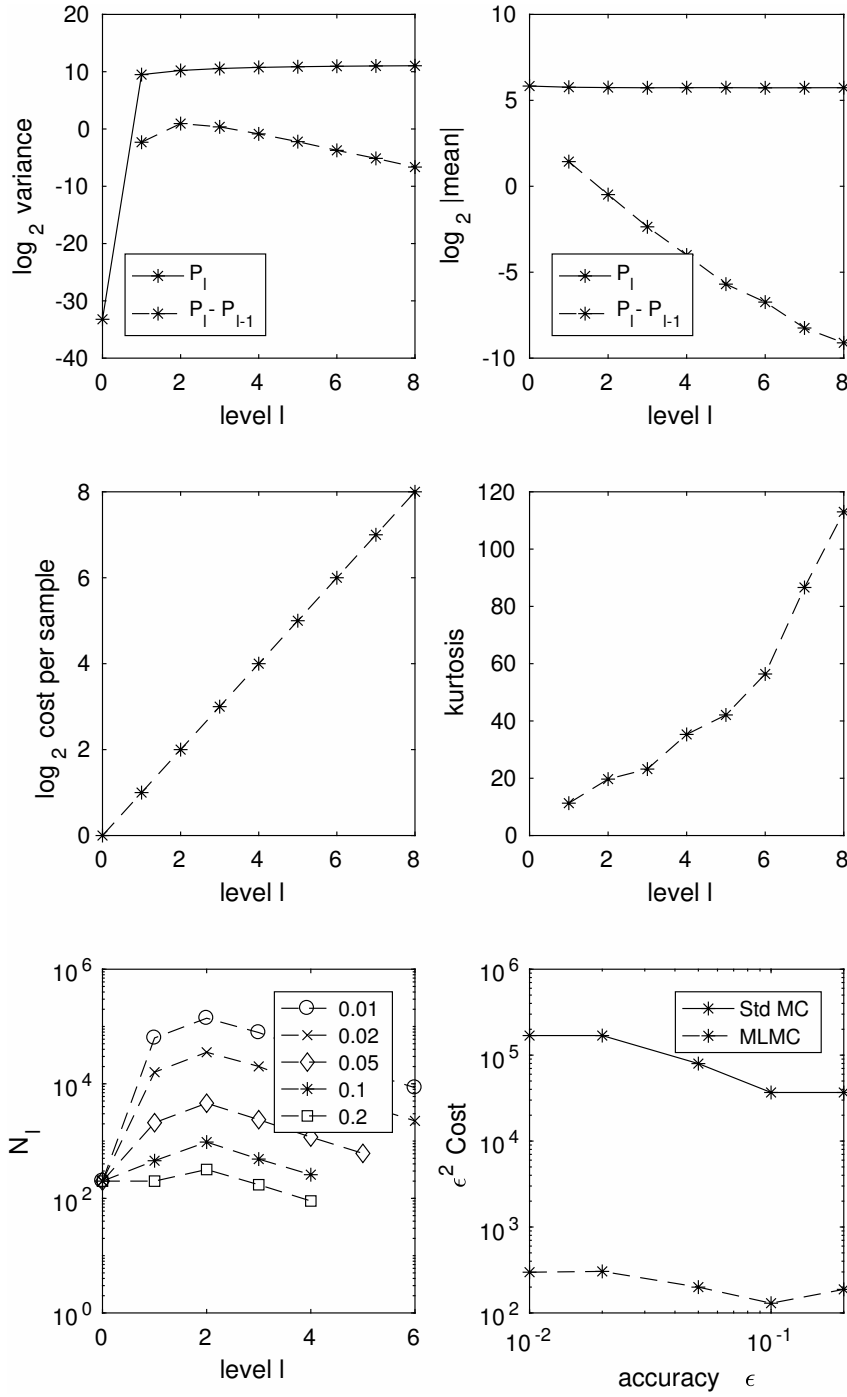 20
10
0
-10
-20
-30
-40
log 2 variance
P l
P l - P l-1
0 2 4 6 8
level l
10
5
0
-5
-10
log 2 |mean|
P l
P l - P l-1
0 2 4 6 8
level l
8
6
4
2
0
log 2 cost per sample
0 2 4 6 8
level l
120
100
80
60
40
20
0
kurtosis
0 2 4 6 8
level l
10^6
10^4
10^2
10^0
N l
0.01
0.02
0.05
0.1
0.2
0 2 4 6
level l
10^6
10^5
10^4
10^3
10^2
ϵ^2 Cost
Std MC
MLMC
10^-2 10^-1
accuracy ϵ